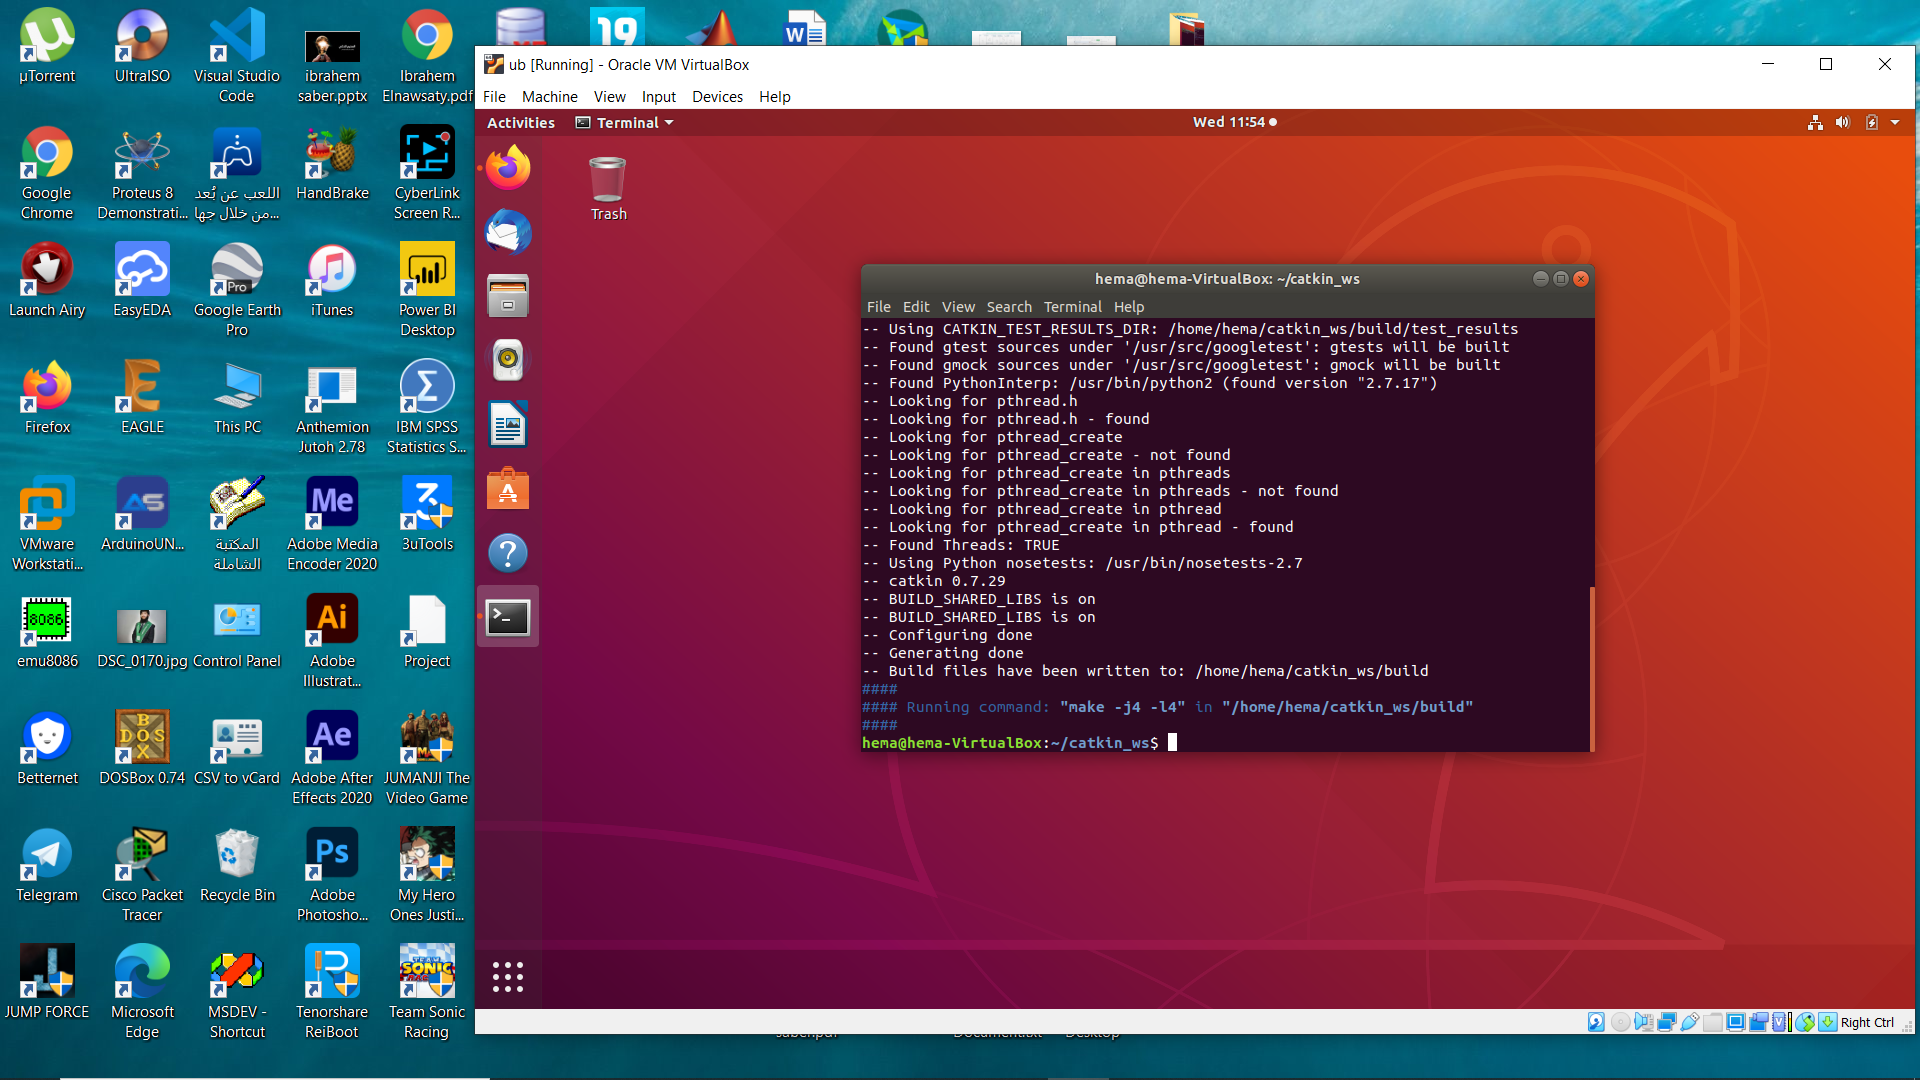 µTorrent
UltraISO
Visual Studio
Code
ibrahem
saber.pptx
Ibrahem
Elnawsaty.pdf
Google
Chrome
Proteus 8
Demonstrati...
اللعب عن بُعد
من خلال جها...
HandBrake
CyberLink
Screen R...
Launch Airy
EasyEDA
Pro
Google Earth
Pro
iTunes
Power BI
Desktop
Firefox
EAGLE
This PC
Anthemion
Jutoh 2.78
IBM SPSS
Statistics S...
VMware
Workstati...
ArduinoUN...
المكتبة
الشاملة
Me
Adobe Media
Encoder 2020
3uTools
8086
emu8086
DSC_0170.jpg
Control Panel
Ai
Adobe
Illustrat...
Project
Betternet
DOSBox 0.74
CSV to vCard
Ae
Adobe After
Effects 2020
JUMANJI The
Video Game
Telegram
Cisco Packet
Tracer
Recycle Bin
Ps
Adobe
Photosho...
My Hero
Ones Justi...
JUMP FORCE
Microsoft
Edge
MSDEV -
Shortcut
Tenorshare
ReiBoot
Team Sonic
Racing
19
ub [Running] - Oracle VM VirtualBox
File Machine View Input Devices Help
Activities Terminal Wed 11:54
Trash
hema@hema-VirtualBox: ~/catkin_ws
File Edit View Search Terminal Help
-- Using CATKIN_TEST_RESULTS_DIR: /home/hema/catkin_ws/build/test_results
-- Found gtest sources under '/usr/src/googletest': gtests will be built
-- Found gmock sources under '/usr/src/googletest': gmock will be built
-- Found PythonInterp: /usr/bin/python2 (found version "2.7.17")
-- Looking for pthread.h
-- Looking for pthread.h - found
-- Looking for pthread_create
-- Looking for pthread_create - not found
-- Looking for pthread_create in pthreads
-- Looking for pthread_create in pthreads - not found
-- Looking for pthread_create in pthread
-- Looking for pthread_create in pthread - found
-- Found Threads: TRUE
-- Using Python nosetests: /usr/bin/nosetests-2.7
-- catkin 0.7.29
-- BUILD_SHARED_LIBS is on
-- BUILD_SHARED_LIBS is on
-- Configuring done
-- Generating done
-- Build files have been written to: /home/hema/catkin_ws/build
####
#### Running command: "make -j4 -l4" in "/home/hema/catkin_ws/build"
####
hema@hema-VirtualBox:~/catkin_ws$
Right Ctrl